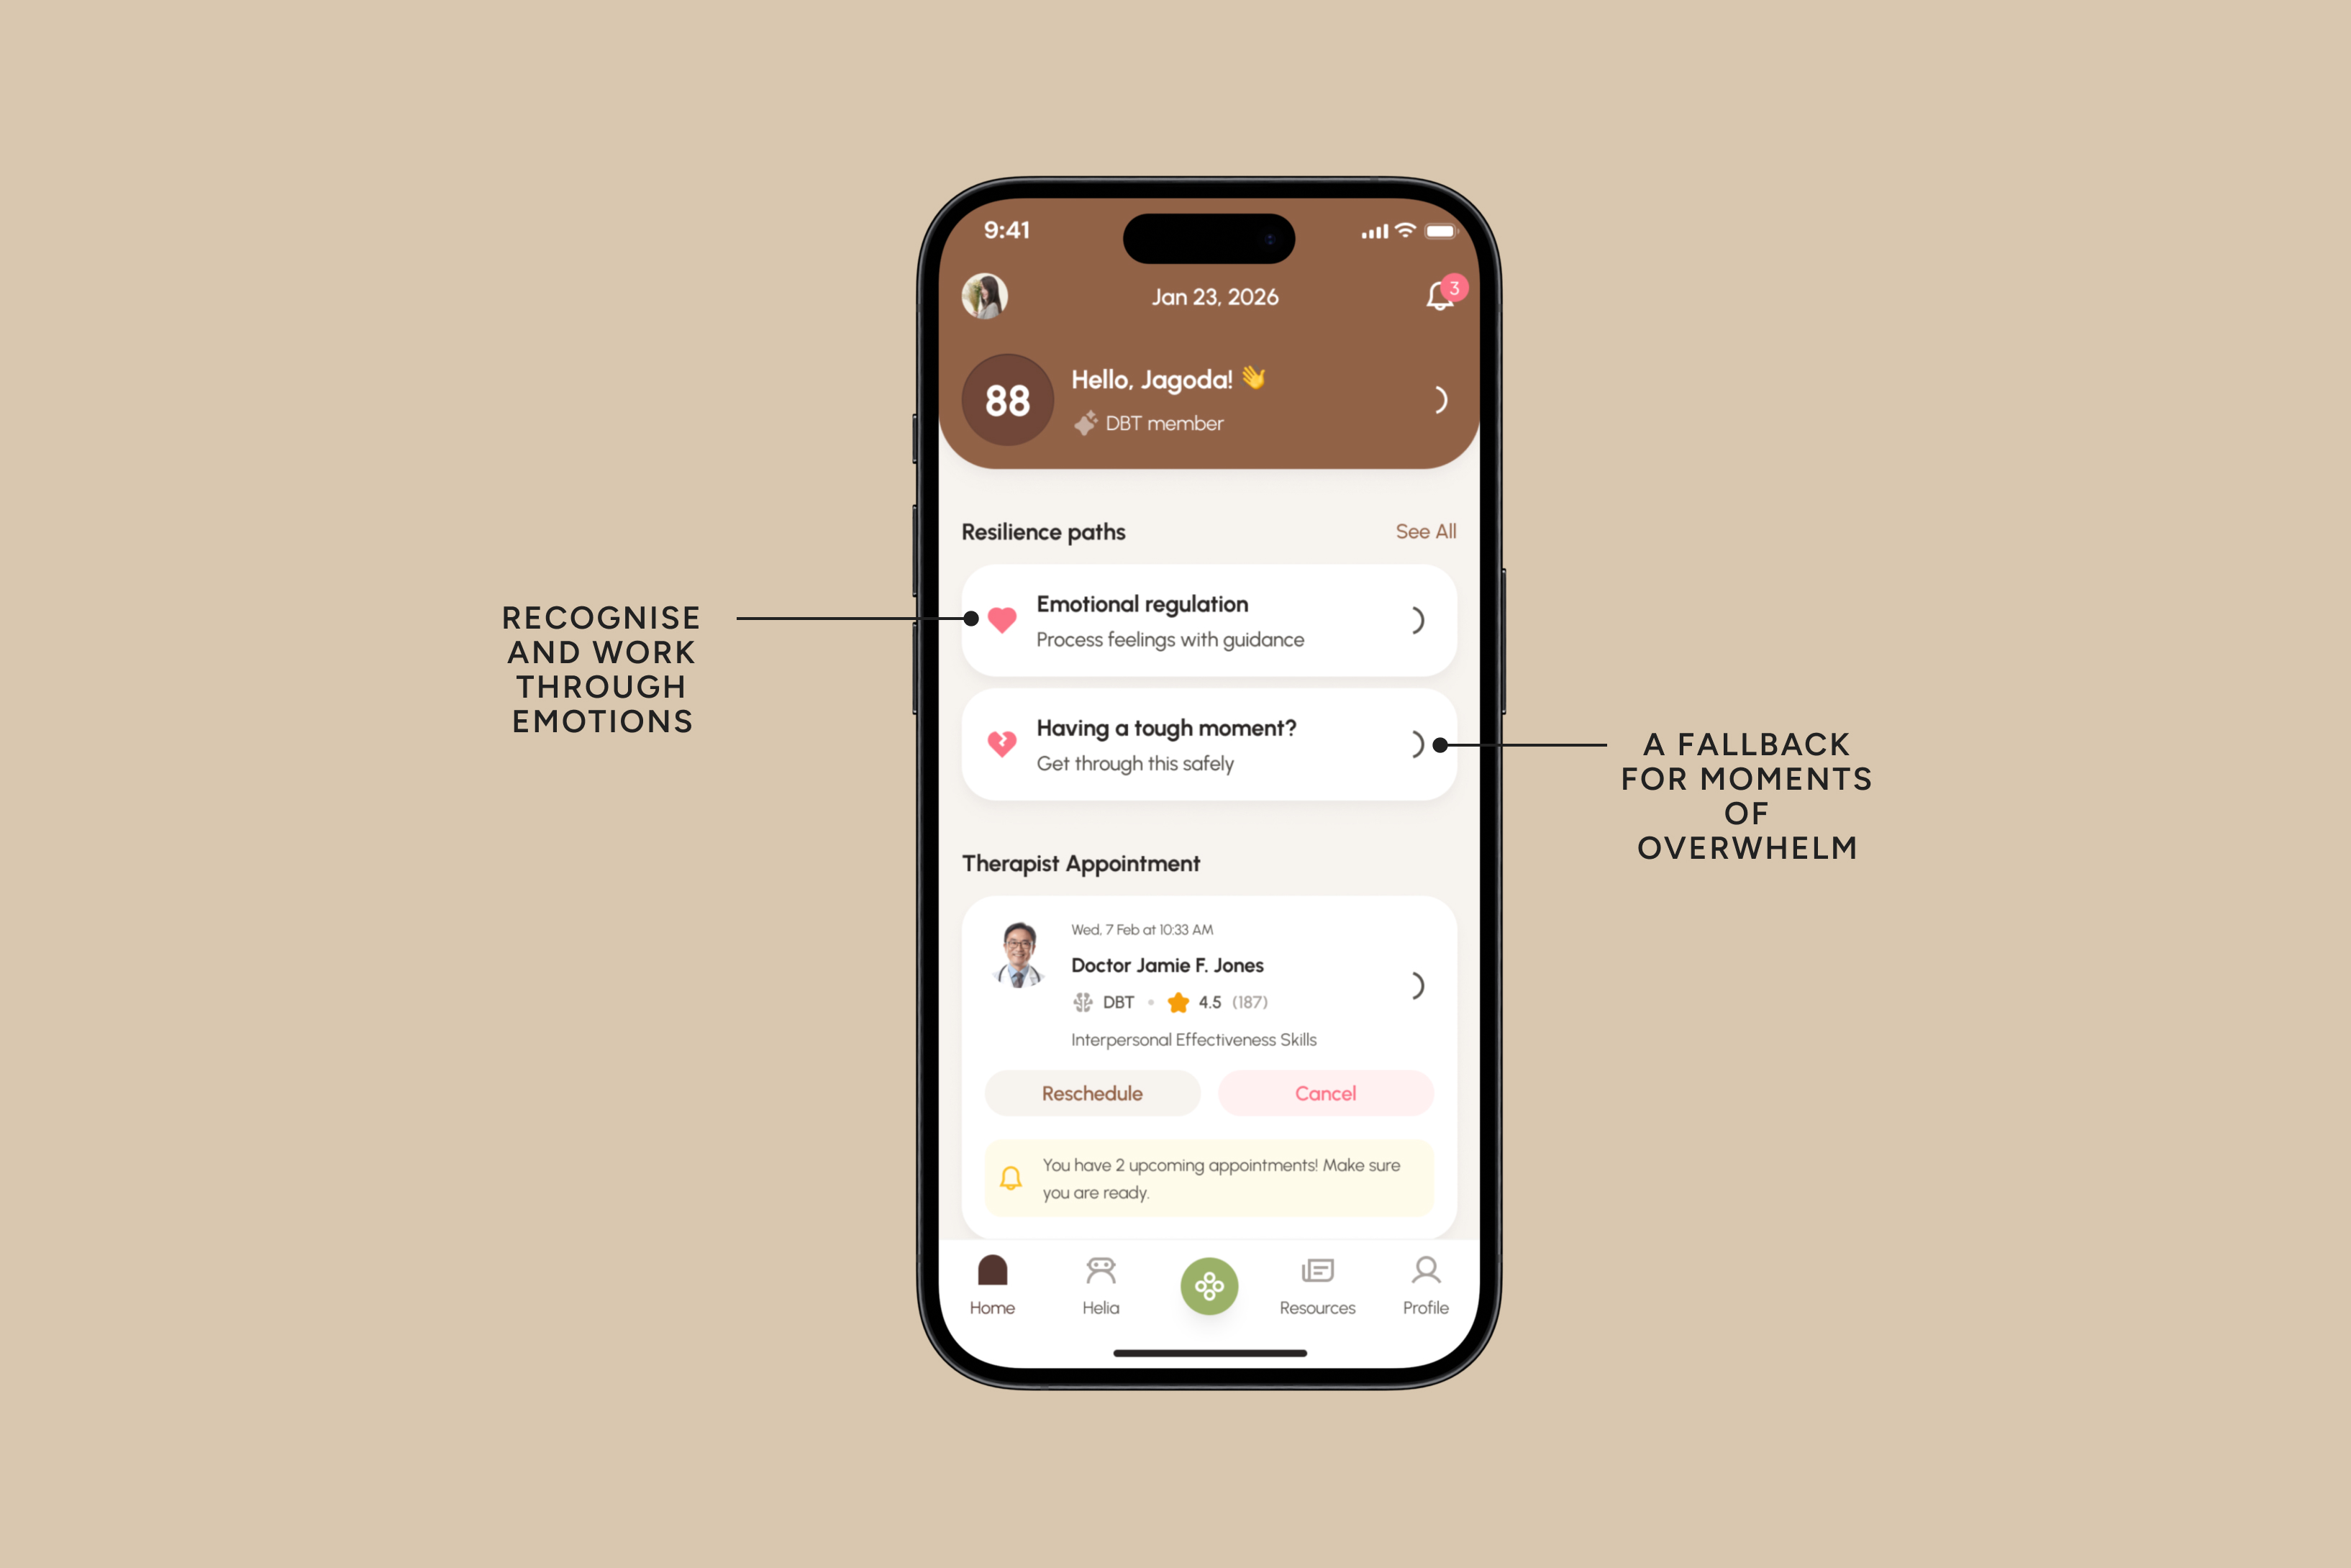 9:41
Jan 23, 2026
3
88
Hello, Jagoda! 👋
DBT member
Resilience paths
See All
Emotional regulation
Process feelings with guidance
RECOGNISE
AND WORK
THROUGH
EMOTIONS
Having a tough moment?
Get through this safely
A FALLBACK
FOR MOMENTS
OF
OVERWHELM
Therapist Appointment
Wed, 7 Feb at 10:33 AM
Doctor Jamie F. Jones
DBT • 4.5 (187)
Interpersonal Effectiveness Skills
Reschedule
Cancel
You have 2 upcoming appointments! Make sure
you are ready.
Home
Helia
Resources
Profile